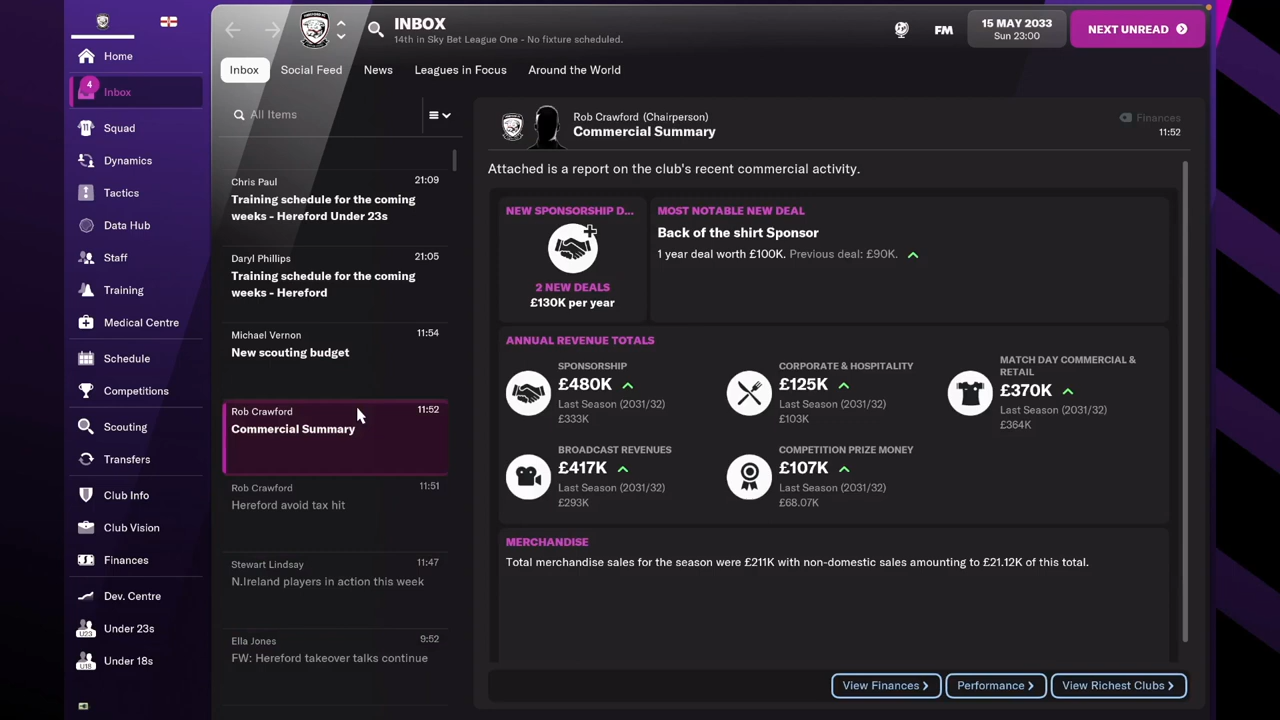 INBOX
14th in Sky Bet League One - No fixture scheduled.
FM
15 MAY 2033
Sun 23:00
NEXT UNREAD
Home
4
Inbox
Squad
Dynamics
Tactics
Data Hub
Staff
Training
Medical Centre
Schedule
Competitions
Scouting
Transfers
Club Info
Club Vision
Finances
Dev. Centre
U23
Under 23s
U18
Under 18s
Inbox
Social Feed
News
Leagues in Focus
Around the World
All Items
Chris Paul
21:09
Training schedule for the coming
weeks - Hereford Under 23s
Daryl Phillips
21:05
Training schedule for the coming
weeks - Hereford
Michael Vernon
11:54
New scouting budget
Rob Crawford
11:52
Commercial Summary
Rob Crawford
11:51
Hereford avoid tax hit
Stewart Lindsay
11:47
N.Ireland players in action this week
Ella Jones
9:52
FW: Hereford takeover talks continue
Rob Crawford (Chairperson)
Commercial Summary
Finances
11:52
Attached is a report on the club's recent commercial activity.
NEW SPONSORSHIP D...
2 NEW DEALS
£130K per year
MOST NOTABLE NEW DEAL
Back of the shirt Sponsor
1 year deal worth £100K. Previous deal: £90K.
ANNUAL REVENUE TOTALS
SPONSORSHIP
£480K
Last Season (2031/32)
£333K
CORPORATE & HOSPITALITY
£125K
Last Season (2031/32)
£103K
MATCH DAY COMMERCIAL &
RETAIL
£370K
Last Season (2031/32)
£364K
BROADCAST REVENUES
£417K
Last Season (2031/32)
£293K
COMPETITION PRIZE MONEY
£107K
Last Season (2031/32)
£68.07K
MERCHANDISE
Total merchandise sales for the season were £211K with non-domestic sales amounting to £21.12K of this total.
View Finances
Performance
View Richest Clubs